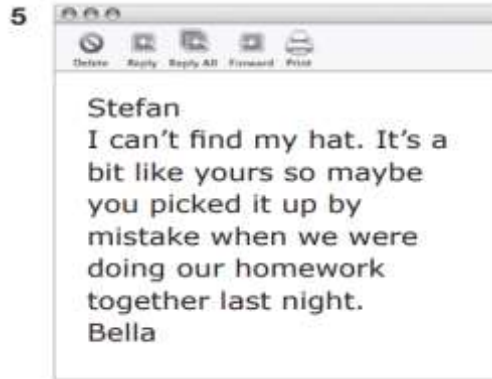 5
Delete Reply Reply All Forward Print
Stefan
I can't find my hat. It's a
bit like yours so maybe
you picked it up by
mistake when we were
doing our homework
together last night.
Bella